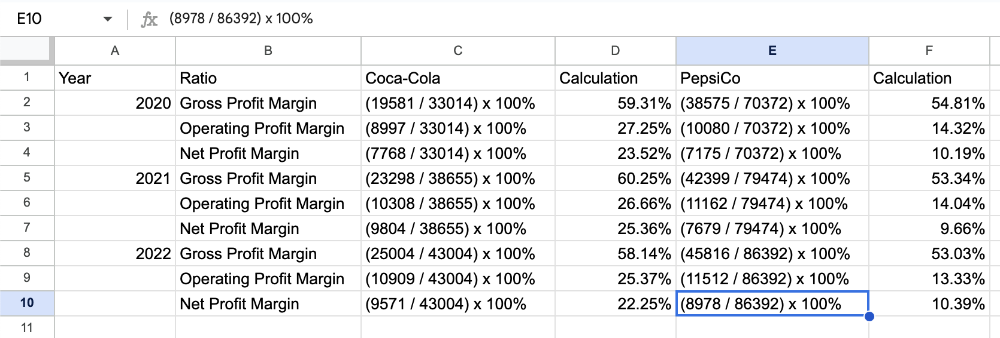 E10 fx (8978 / 86392) x 100%
A B C D E F
1 Year Ratio Coca-Cola Calculation PepsiCo Calculation
2 2020 Gross Profit Margin (19581 / 33014) x 100% 59.31% (38575 / 70372) x 100% 54.81%
3 Operating Profit Margin (8997 / 33014) x 100% 27.25% (10080 / 70372) x 100% 14.32%
4 Net Profit Margin (7768 / 33014) x 100% 23.52% (7175 / 70372) x 100% 10.19%
5 2021 Gross Profit Margin (23298 / 38655) x 100% 60.25% (42399 / 79474) x 100% 53.34%
6 Operating Profit Margin (10308 / 38655) x 100% 26.66% (11162 / 79474) x 100% 14.04%
7 Net Profit Margin (9804 / 38655) x 100% 25.36% (7679 / 79474) x 100% 9.66%
8 2022 Gross Profit Margin (25004 / 43004) x 100% 58.14% (45816 / 86392) x 100% 53.03%
9 Operating Profit Margin (10909 / 43004) x 100% 25.37% (11512 / 86392) x 100% 13.33%
10 Net Profit Margin (9571 / 43004) x 100% 22.25% (8978 / 86392) x 100% 10.39%
11